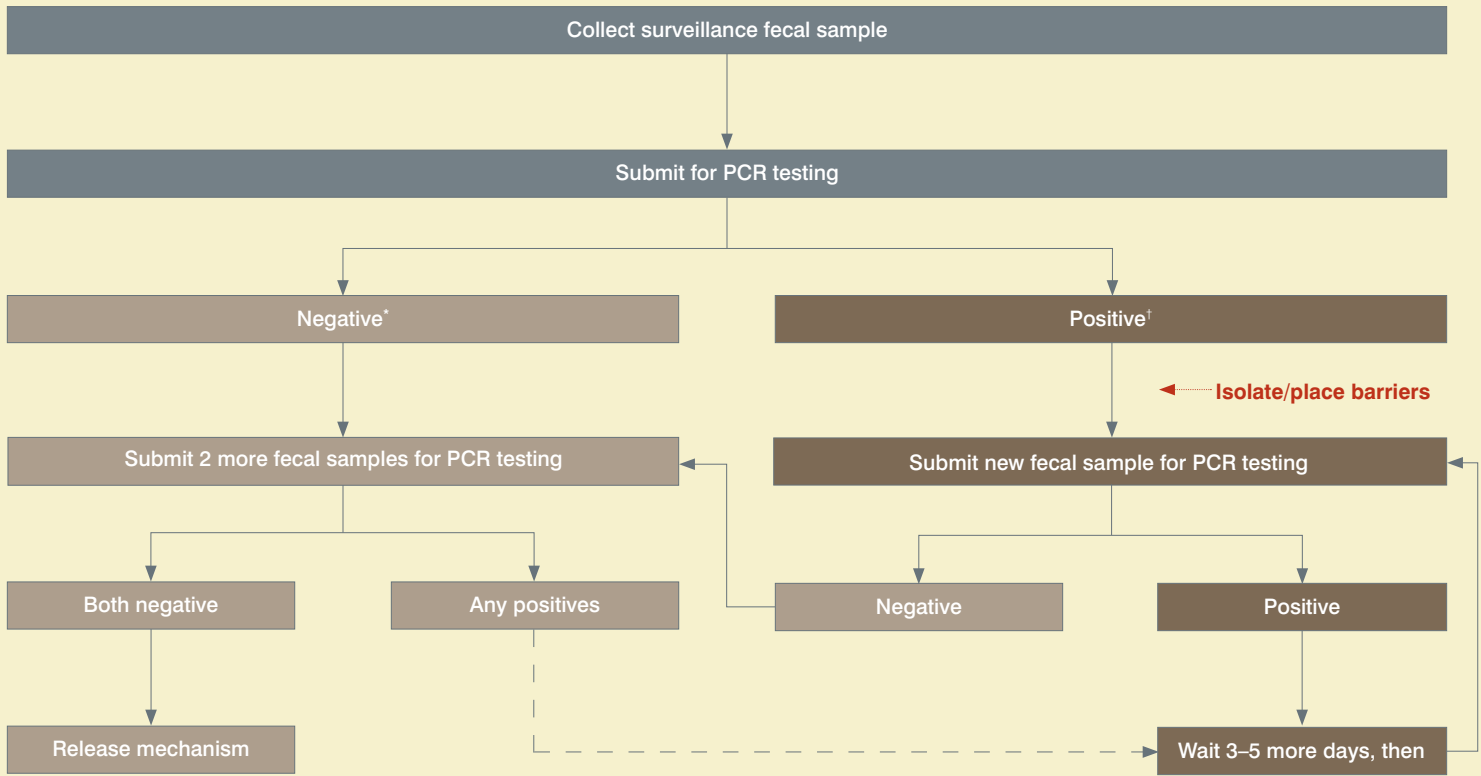 Collect surveillance fecal sample
Submit for PCR testing
Negative*
Positive†
Isolate/place barriers
Submit 2 more fecal samples for PCR testing
Submit new fecal sample for PCR testing
Both negative
Any positives
Negative
Positive
Release mechanism
Wait 3–5 more days, then